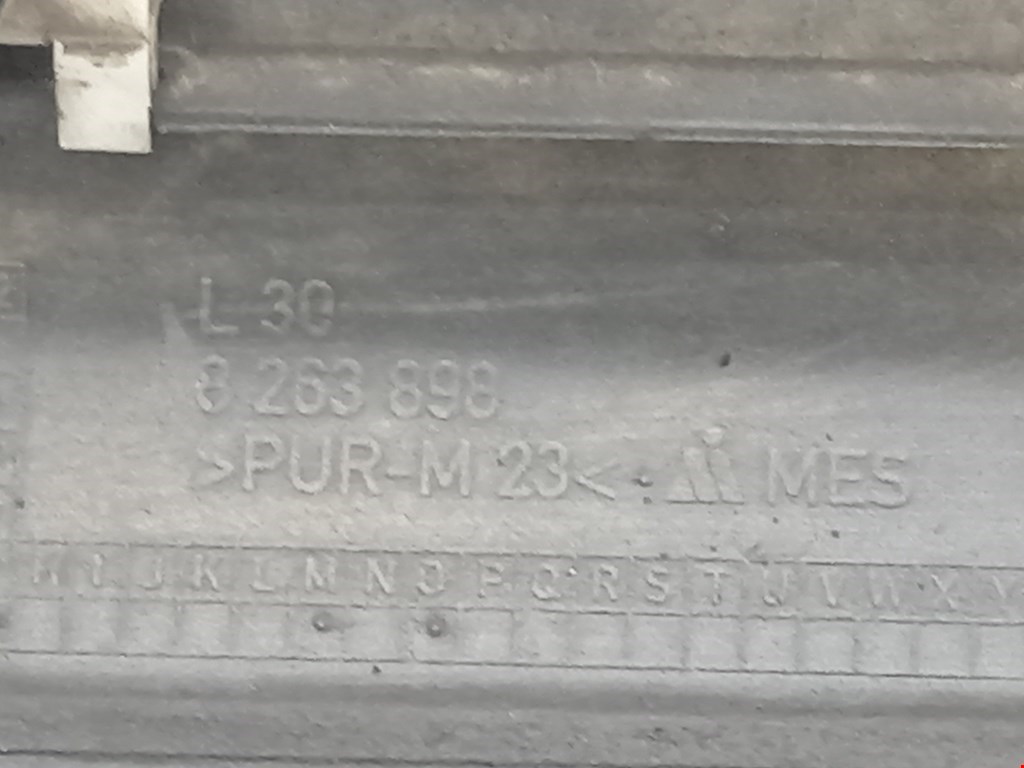 L 30
8 263 898
>PUR-M 23< MES
H I J K L M N O P Q R S T U V W X Y